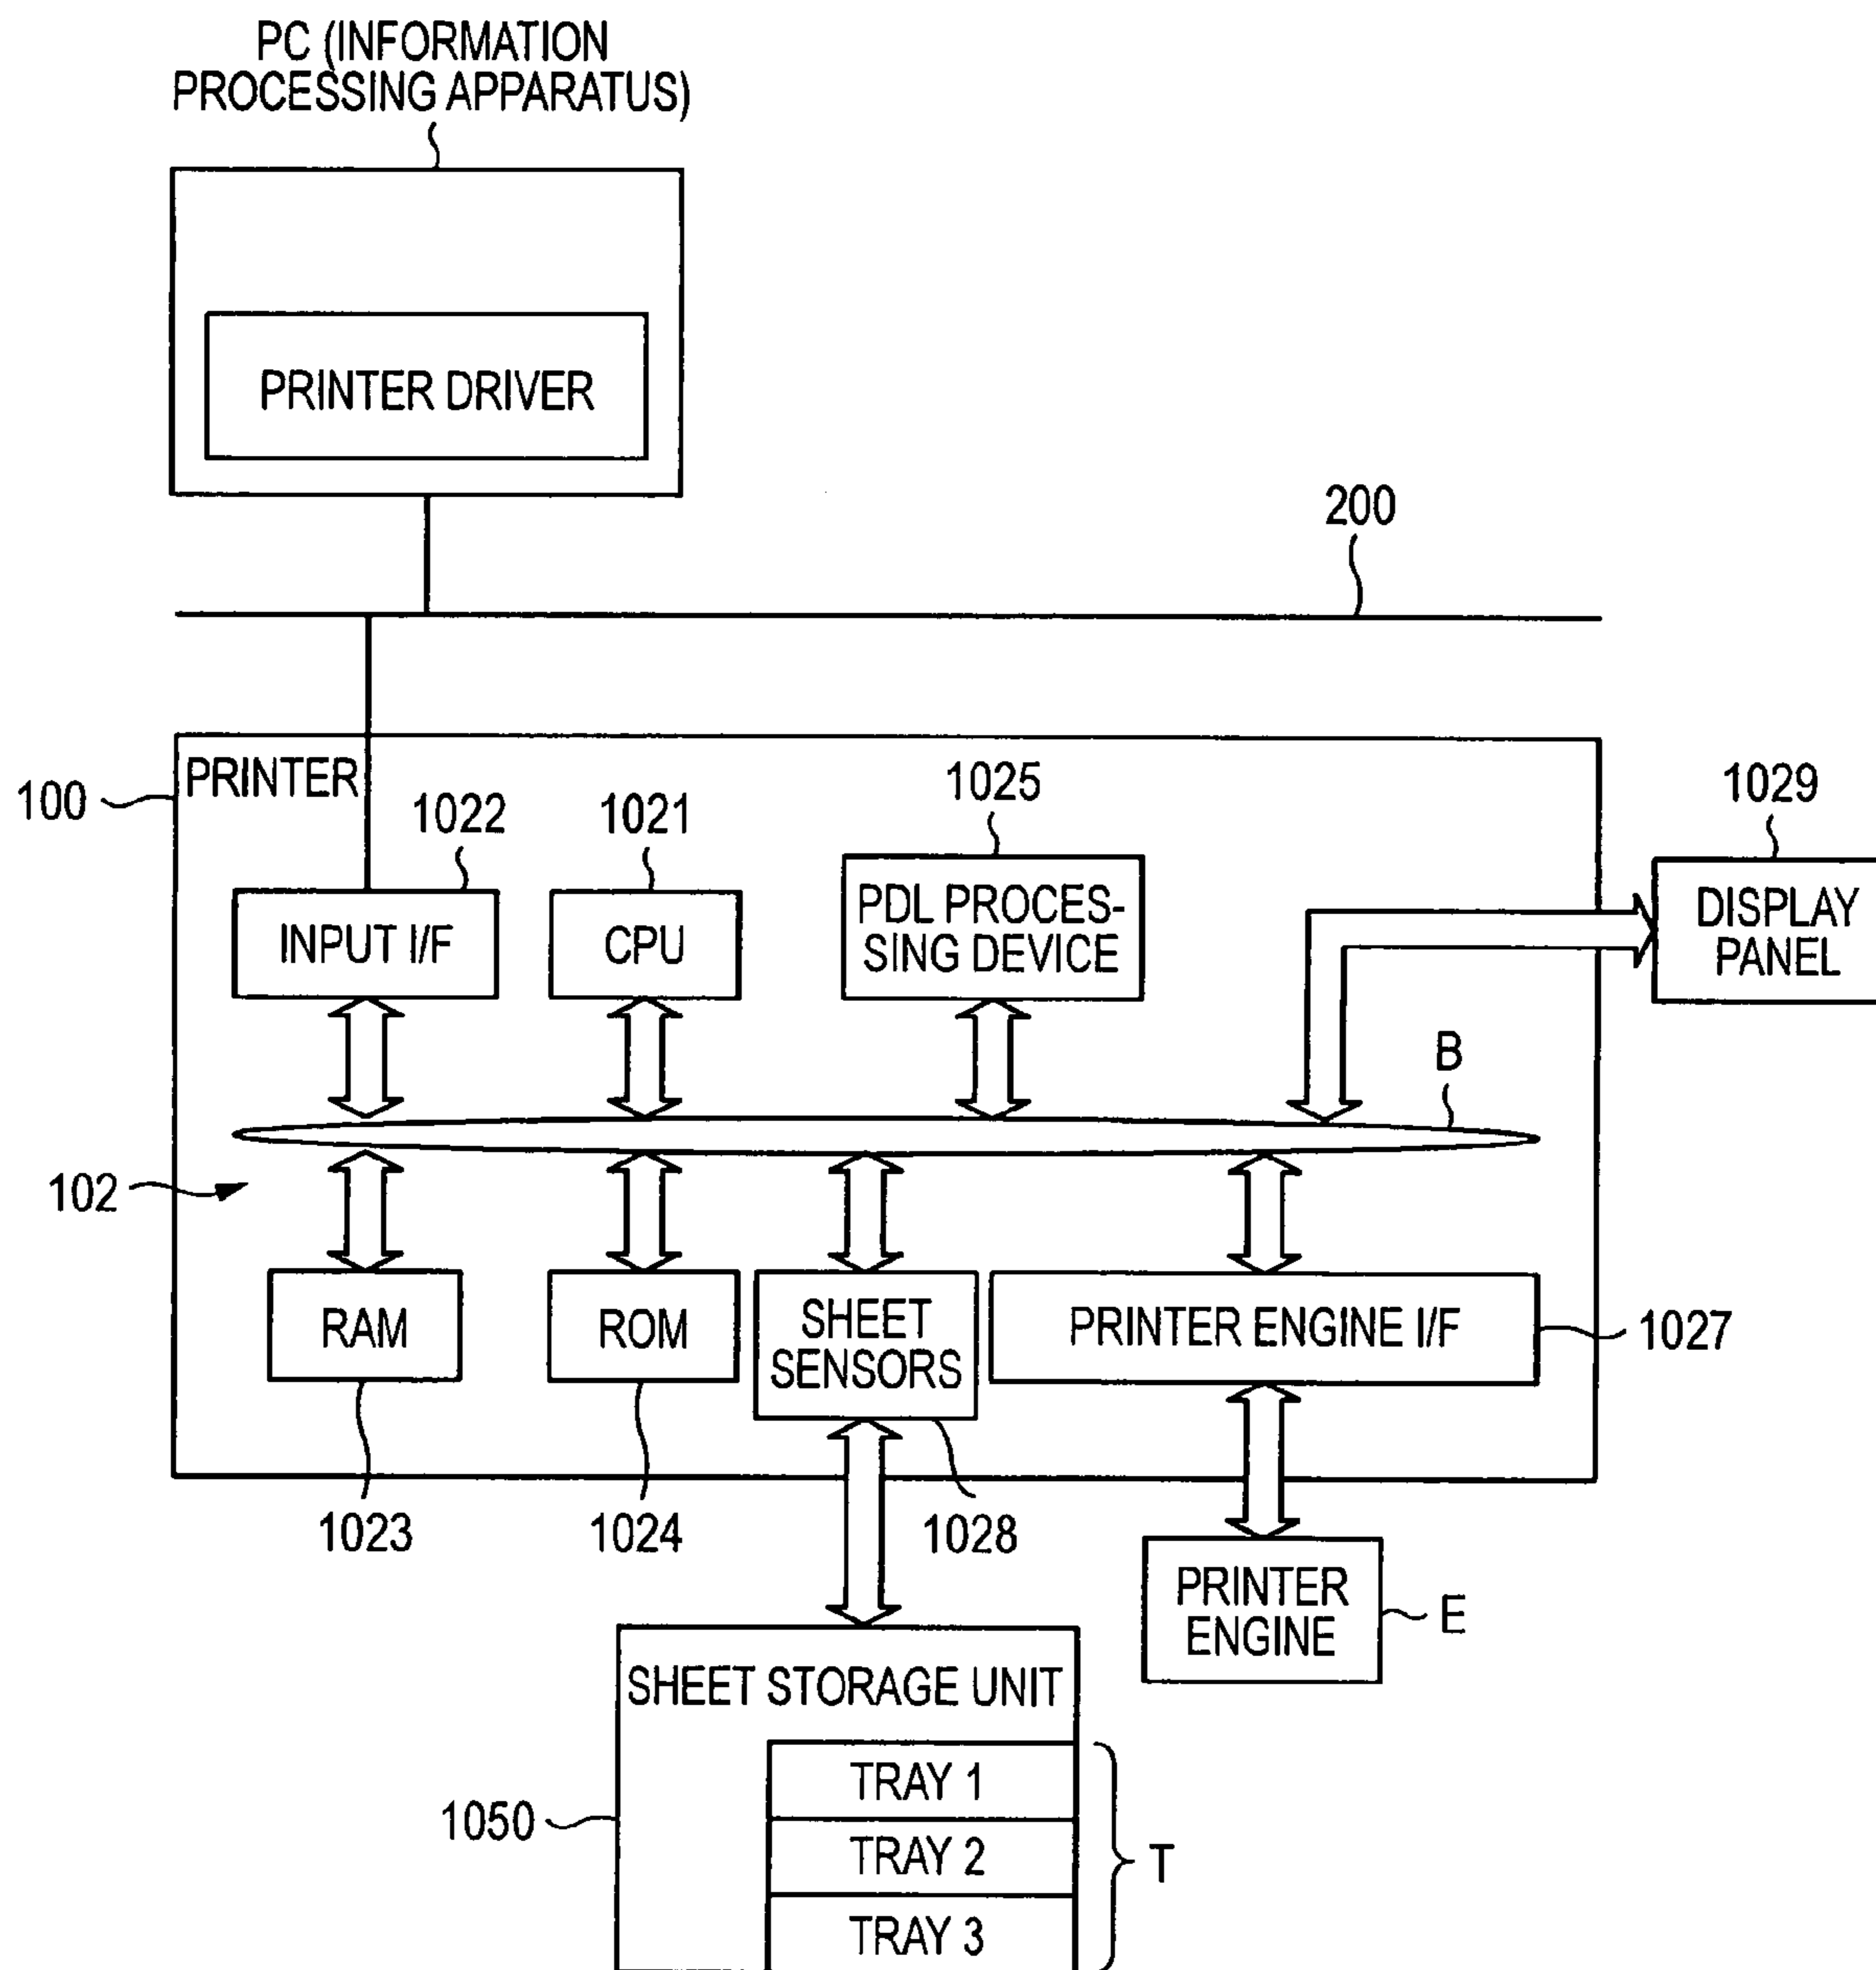 PC (INFORMATION
PROCESSING APPARATUS)
PRINTER DRIVER
200
100
PRINTER
1022
1021
1025
1029
INPUT I/F
CPU
PDL PROCES-
SING DEVICE
DISPLAY
PANEL
B
102
RAM
ROM
SHEET
SENSORS
PRINTER ENGINE I/F
1027
1023
1024
1028
PRINTER
ENGINE
E
SHEET STORAGE UNIT
TRAY 1
TRAY 2
TRAY 3
1050
T